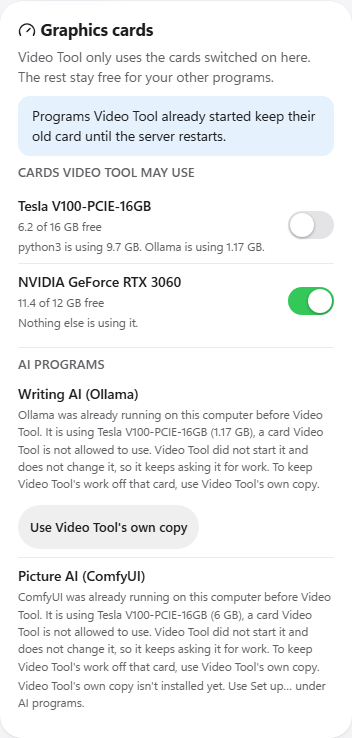 Graphics cards
Video Tool only uses the cards switched on here.
The rest stay free for your other programs.
Programs Video Tool already started keep their
old card until the server restarts.
CARDS VIDEO TOOL MAY USE
Tesla V100-PCIE-16GB
6.2 of 16 GB free
python3 is using 9.7 GB. Ollama is using 1.17 GB.
NVIDIA GeForce RTX 3060
11.4 of 12 GB free
Nothing else is using it.
AI PROGRAMS
Writing AI (Ollama)
Ollama was already running on this computer before Video
Tool. It is using Tesla V100-PCIE-16GB (1.17 GB), a card Video
Tool is not allowed to use. Video Tool did not start it and
does not change it, so it keeps asking it for work. To keep
Video Tool's work off that card, use Video Tool's own copy.
Use Video Tool's own copy
Picture AI (ComfyUI)
ComfyUI was already running on this computer before Video
Tool. It is using Tesla V100-PCIE-16GB (6 GB), a card Video
Tool is not allowed to use. Video Tool did not start it and
does not change it, so it keeps asking it for work. To keep
Video Tool's work off that card, use Video Tool's own copy.
Video Tool's own copy isn't installed yet. Use Set up... under
AI programs.